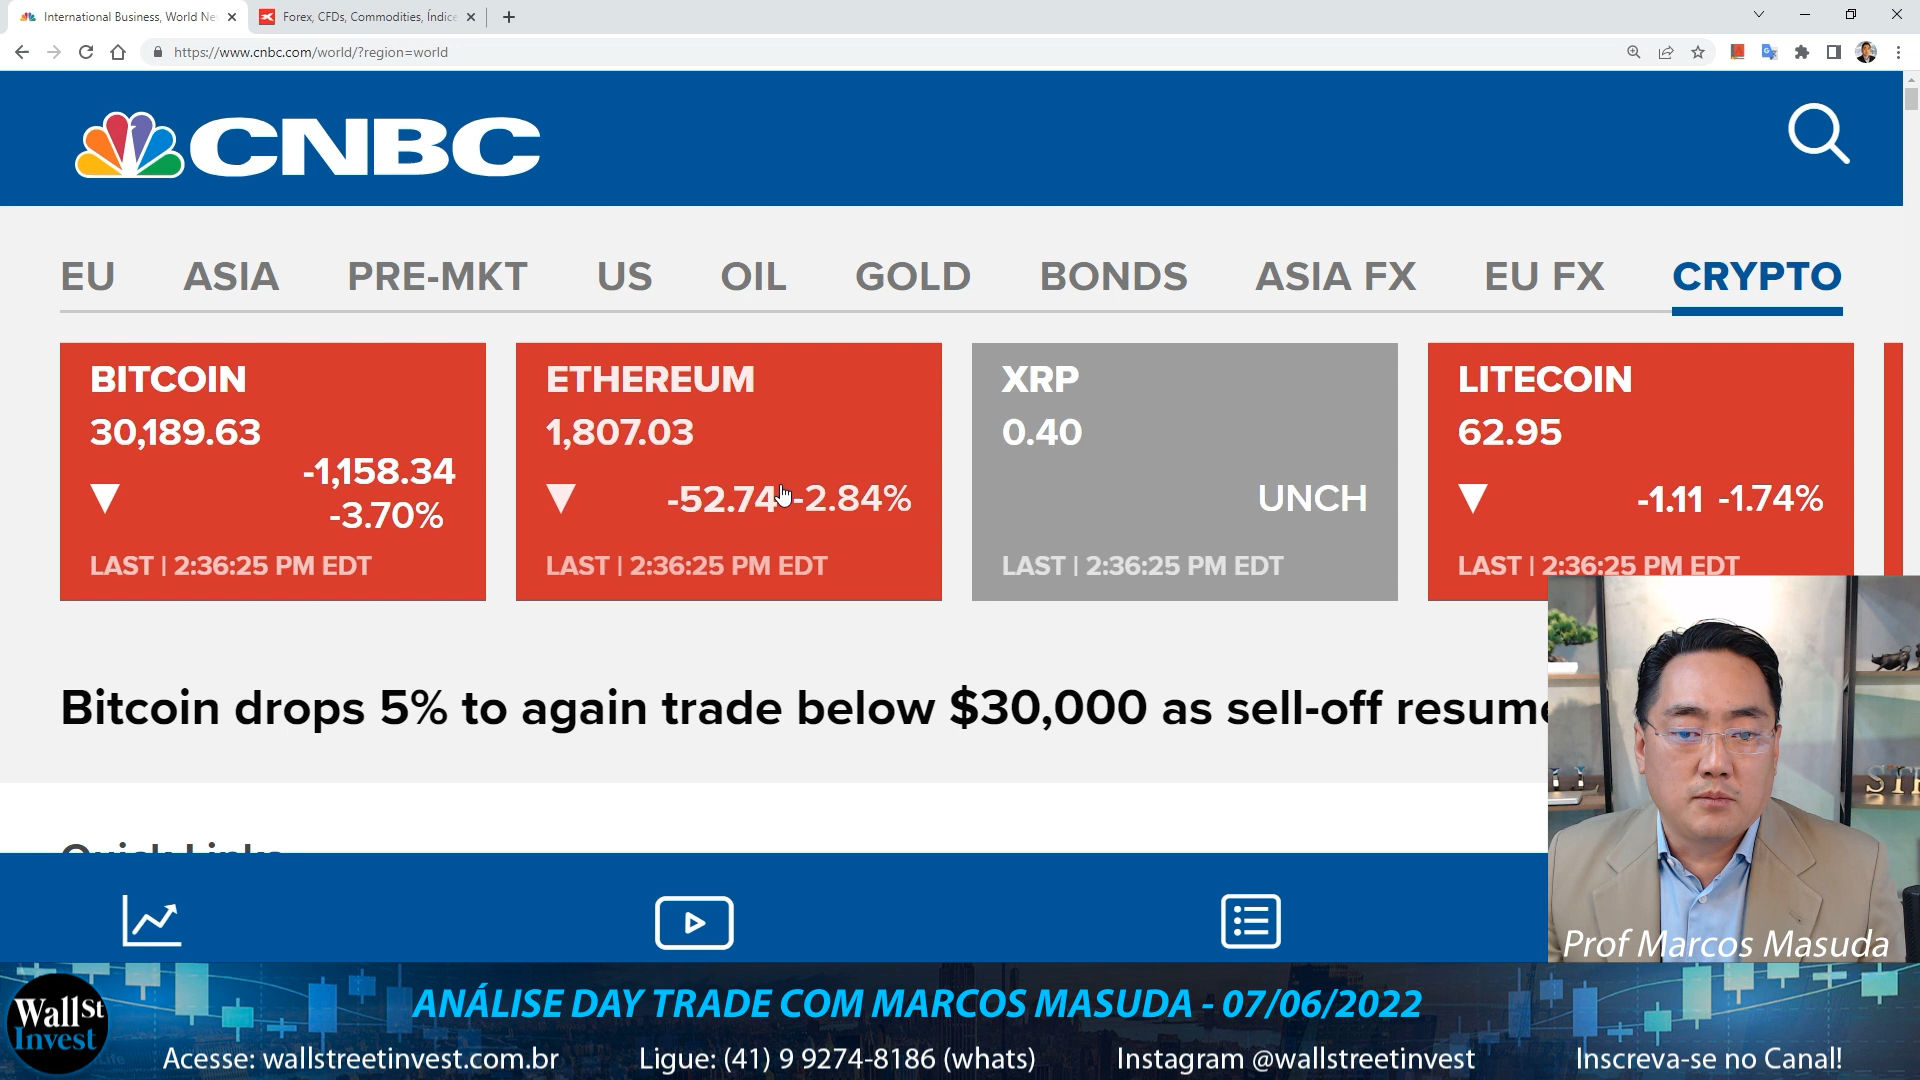 International Business, World Ne
Forex, CFDs, Commodities, Índice
https://www.cnbc.com/world/?region=world
CNBC
EU ASIA PRE-MKT US OIL GOLD BONDS ASIA FX EU FX CRYPTO
BITCOIN
30,189.63
-1,158.34
-3.70%
LAST | 2:36:25 PM EDT
ETHEREUM
1,807.03
-52.74 -2.84%
LAST | 2:36:25 PM EDT
XRP
0.40
UNCH
LAST | 2:36:25 PM EDT
LITECOIN
62.95
-1.11 -1.74%
LAST | 2:36:25 PM EDT
Bitcoin drops 5% to again trade below $30,000 as sell-off resume
Quick Links
Prof Marcos Masuda
Wall st
Invest
ANÁLISE DAY TRADE COM MARCOS MASUDA - 07/06/2022
Acesse: wallstreetinvest.com.br Ligue: (41) 9 9274-8186 (whats) Instagram @wallstreetinvest Inscreva-se no Canal!